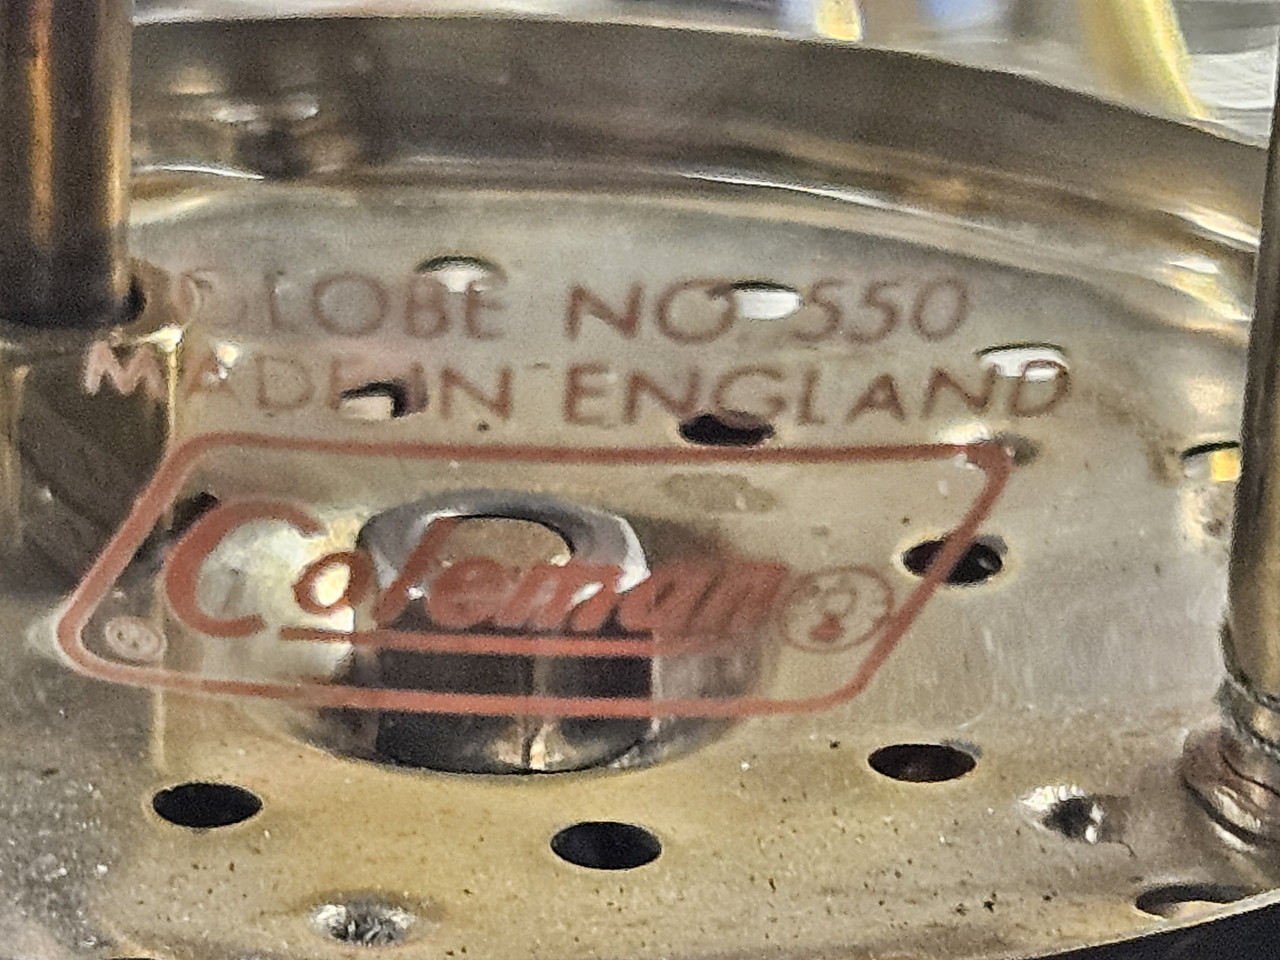 GLOBE NO 550
MADE IN ENGLAND
Coleman
®